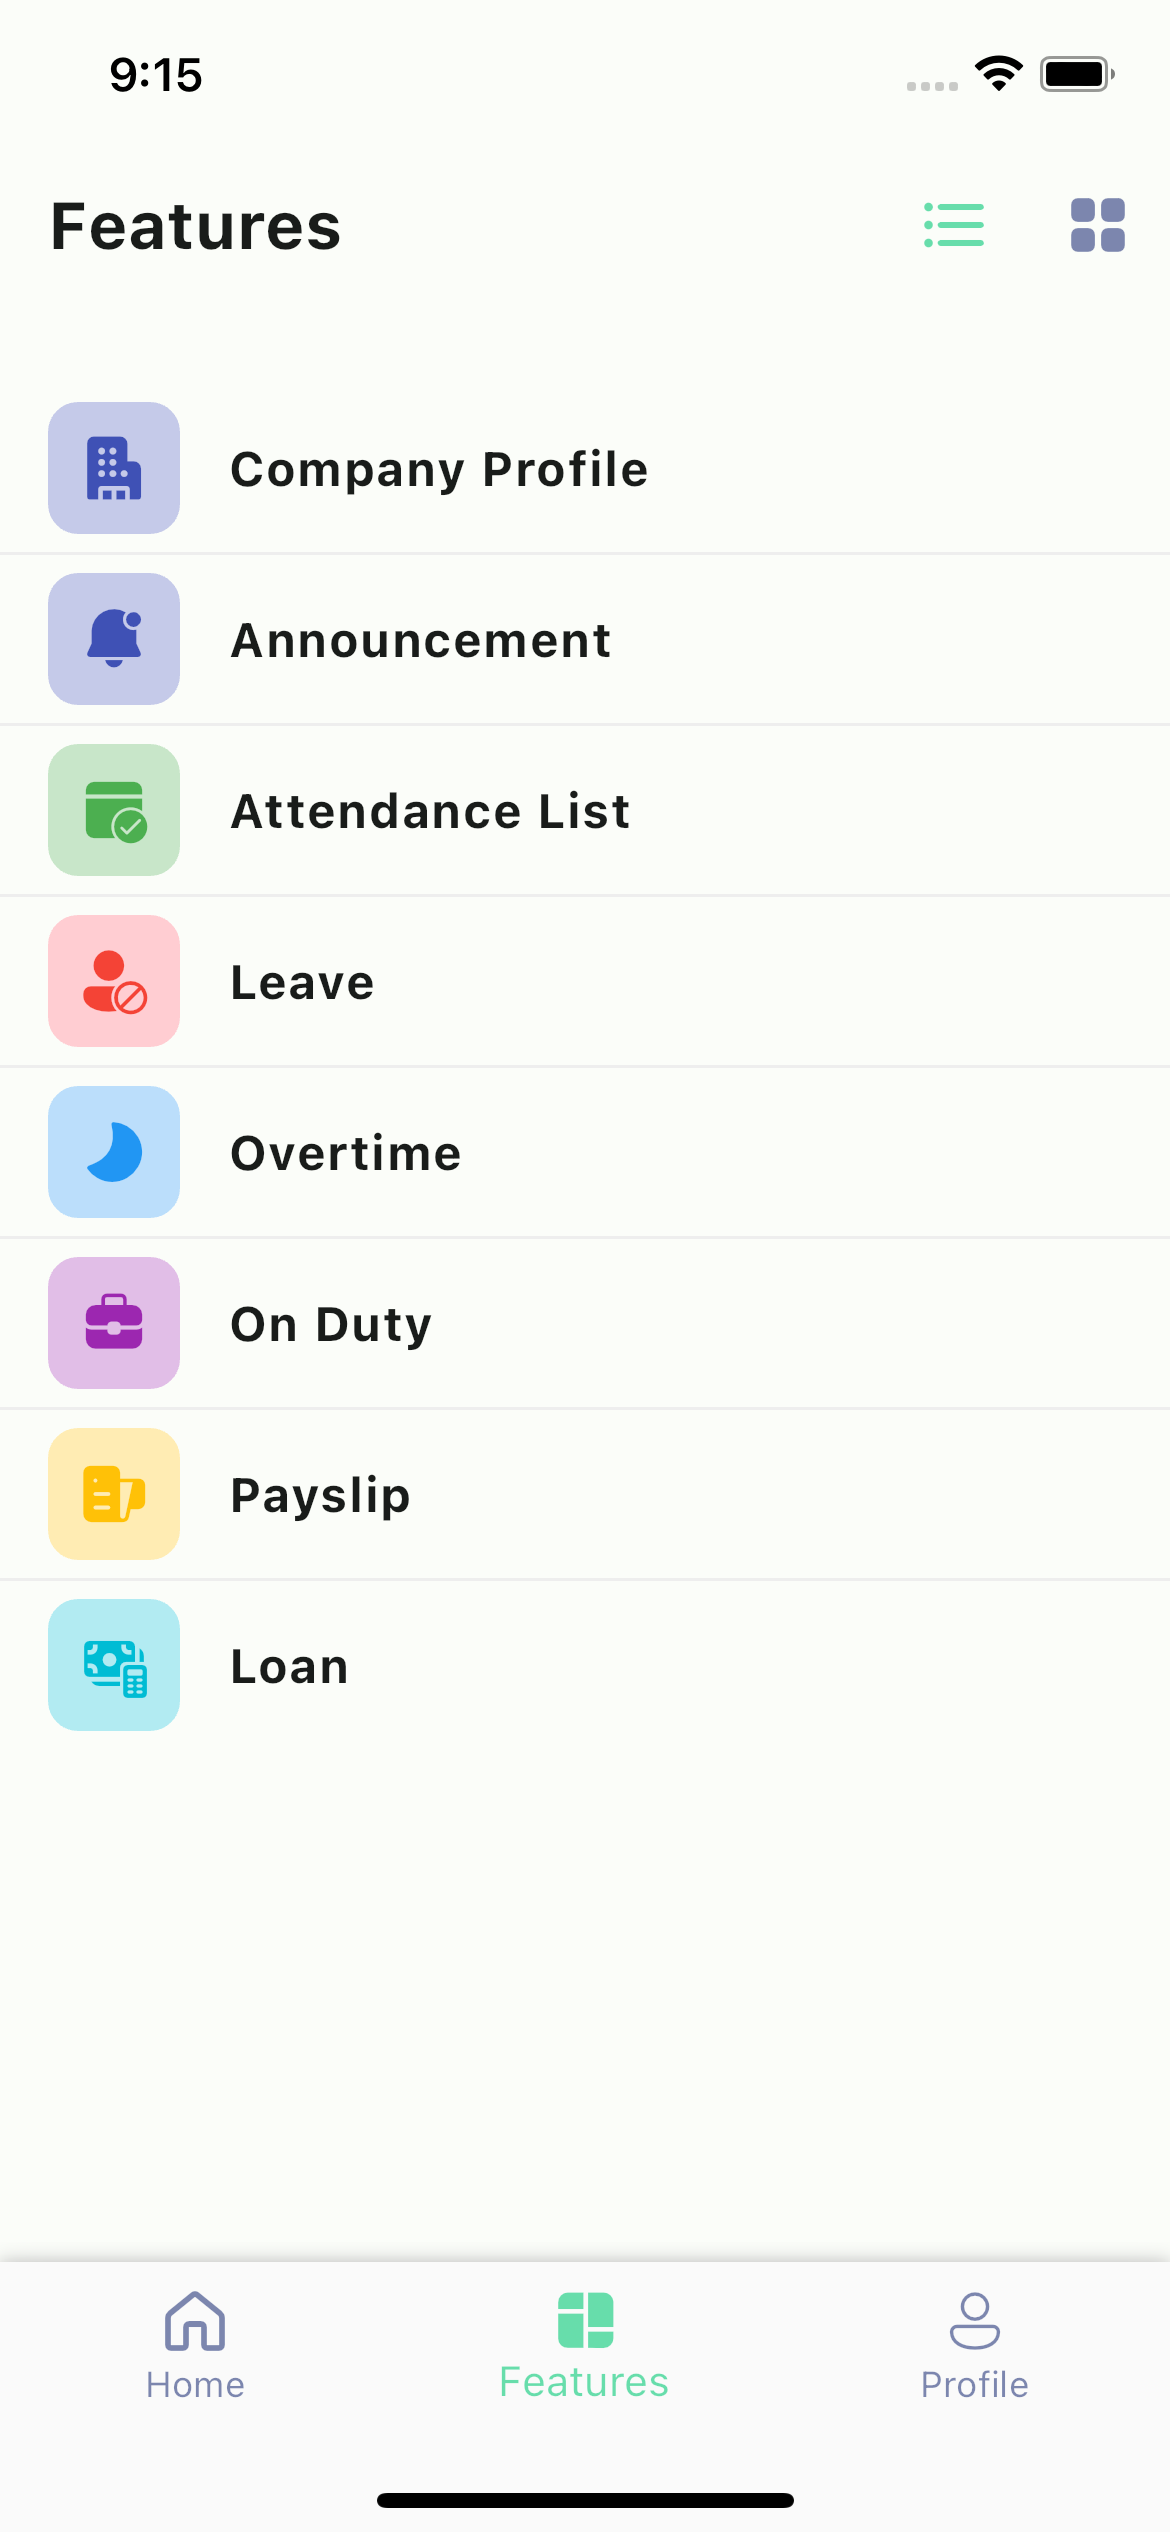 9:15
Features
Company Profile
Announcement
Attendance List
Leave
Overtime
On Duty
Payslip
Loan
Home
Features
Profile